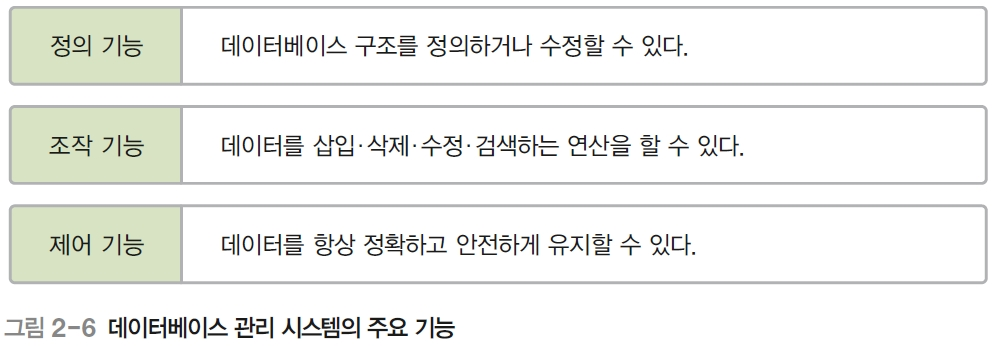 정의 기능 데이터베이스 구조를 정의하거나 수정할 수 있다.
조작 기능 데이터를 삽입·삭제·수정·검색하는 연산을 할 수 있다.
제어 기능 데이터를 항상 정확하고 안전하게 유지할 수 있다.
그림 2-6 데이터베이스 관리 시스템의 주요 기능